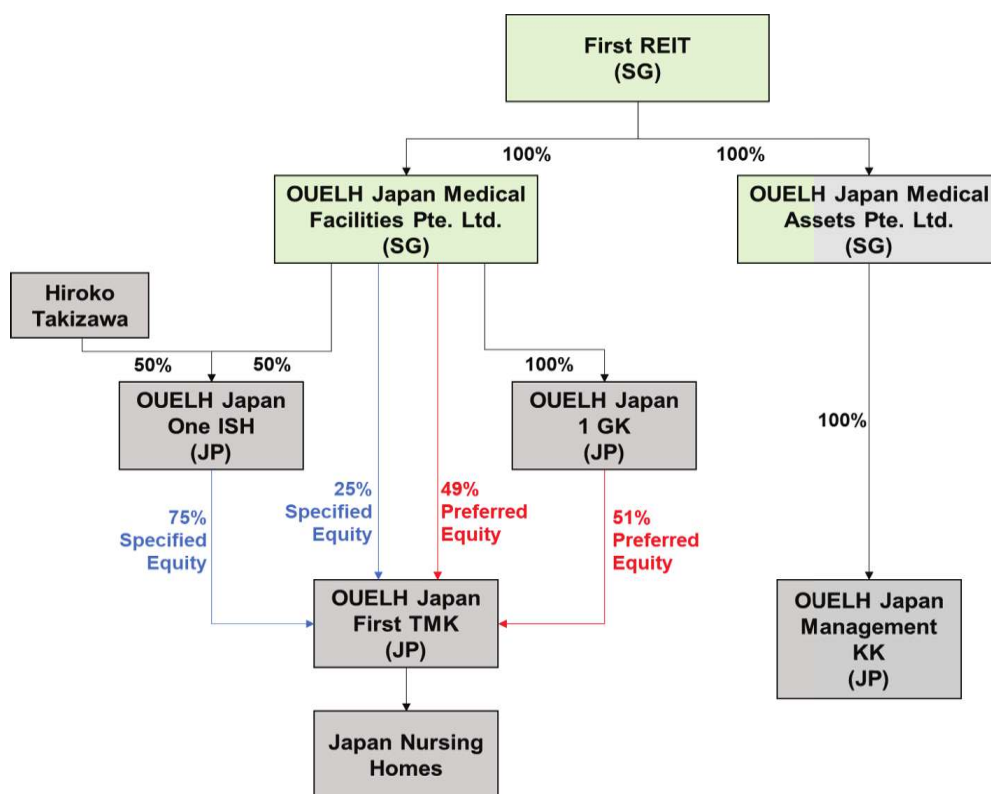 First REIT
(SG)
100%
100%
OUELH Japan Medical
Facilities Pte. Ltd.
(SG)
OUELH Japan Medical
Assets Pte. Ltd.
(SG)
Hiroko
Takizawa
50%
50%
100%
OUELH Japan
One ISH
(JP)
OUELH Japan
1 GK
(JP)
100%
75%
Specified
Equity
25%
Specified
Equity
49%
Preferred
Equity
51%
Preferred
Equity
OUELH Japan
First TMK
(JP)
OUELH Japan
Management
KK
(JP)
Japan Nursing
Homes